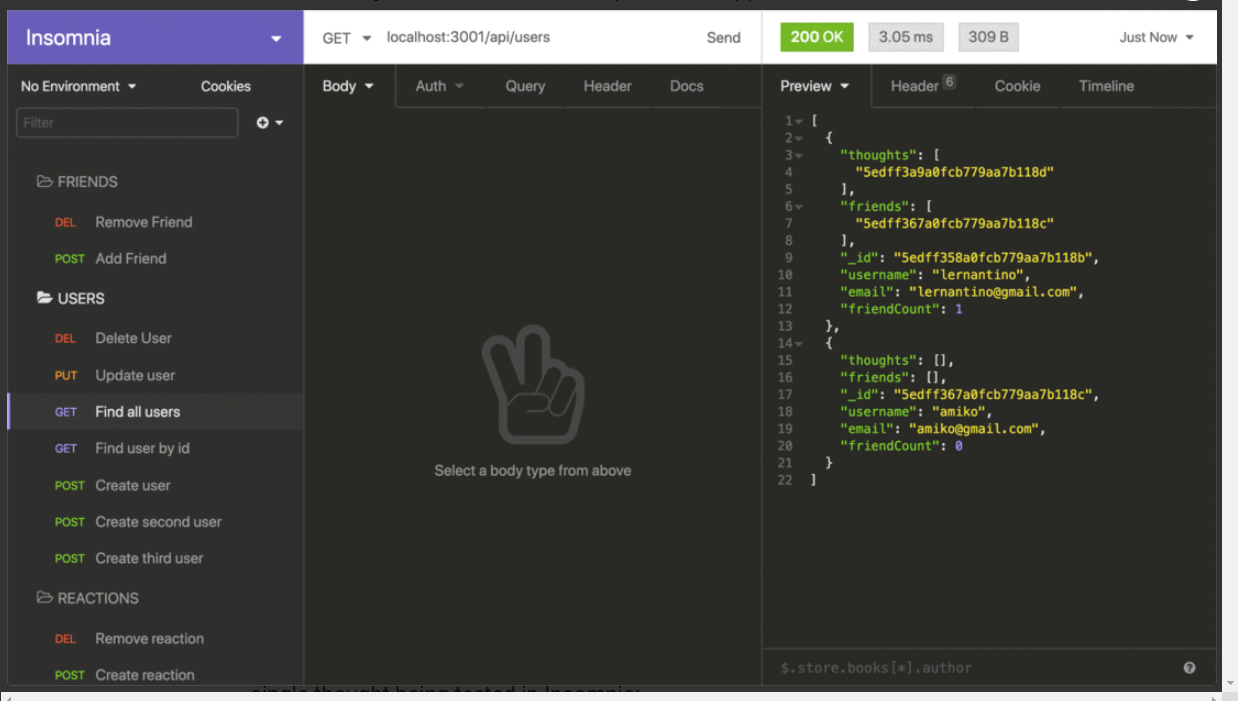 Insomnia
GET localhost:3001/api/users Send
200 OK 3.05 ms 309 B Just Now
No Environment Cookies
Body Auth Query Header Docs
Preview Header 6 Cookie Timeline
Filter
FRIENDS
DEL Remove Friend
POST Add Friend
USERS
DEL Delete User
PUT Update user
GET Find all users
GET Find user by id
POST Create user
POST Create second user
POST Create third user
REACTIONS
DEL Remove reaction
POST Create reaction
Select a body type from above
1 [
2 {
3 "thoughts": [
4 "5edff3a9a0fcb779aa7b118d"
5 ],
6 "friends": [
7 "5edff367a0fcb779aa7b118c"
8 ],
9 "_id": "5edff358a0fcb779aa7b118b",
10 "username": "lernantino",
11 "email": "lernantino@gmail.com",
12 "friendCount": 1
13 },
14 {
15 "thoughts": [],
16 "friends": [],
17 "_id": "5edff367a0fcb779aa7b118c",
18 "username": "amiko",
19 "email": "amiko@gmail.com",
20 "friendCount": 0
21 }
22 ]
$.store.books[*].author
single thought being tested in Insomnia: